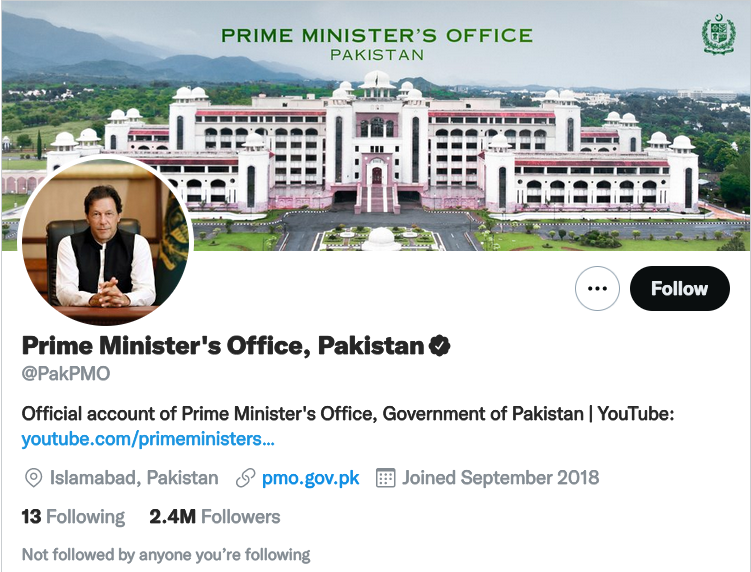 PRIME MINISTER'S OFFICE
PAKISTAN
Follow
Prime Minister's Office, Pakistan
@PakPMO
Official account of Prime Minister's Office, Government of Pakistan | YouTube:
youtube.com/primeministers...
Islamabad, Pakistan pmo.gov.pk Joined September 2018
13 Following 2.4M Followers
Not followed by anyone you’re following